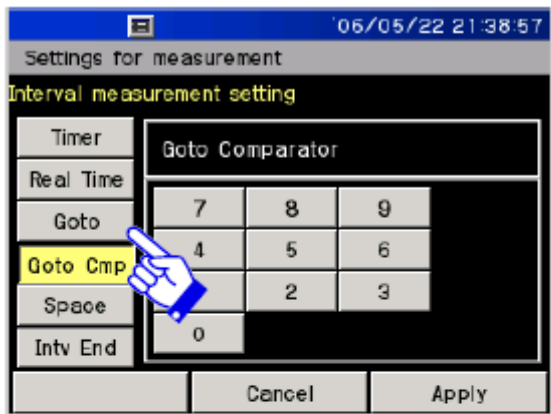 '06/05/22 21:38:57
Settings for measurement
Interval measurement setting
Timer
Real Time
Goto
Goto Cmp
Space
Intv End
Goto Comparator
7 8 9
4 5 6
2 3
0
Cancel Apply